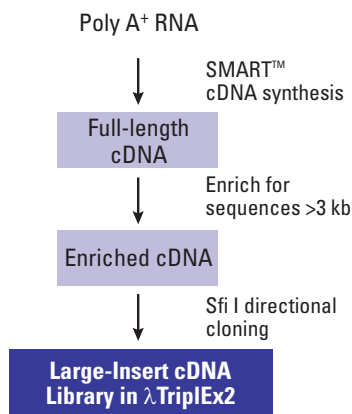 Poly A⁺ RNA
SMART™
cDNA synthesis
Full-length
cDNA
Enrich for
sequences >3 kb
Enriched cDNA
Sfi I directional
cloning
Large-Insert cDNA
Library in λTriplEx2